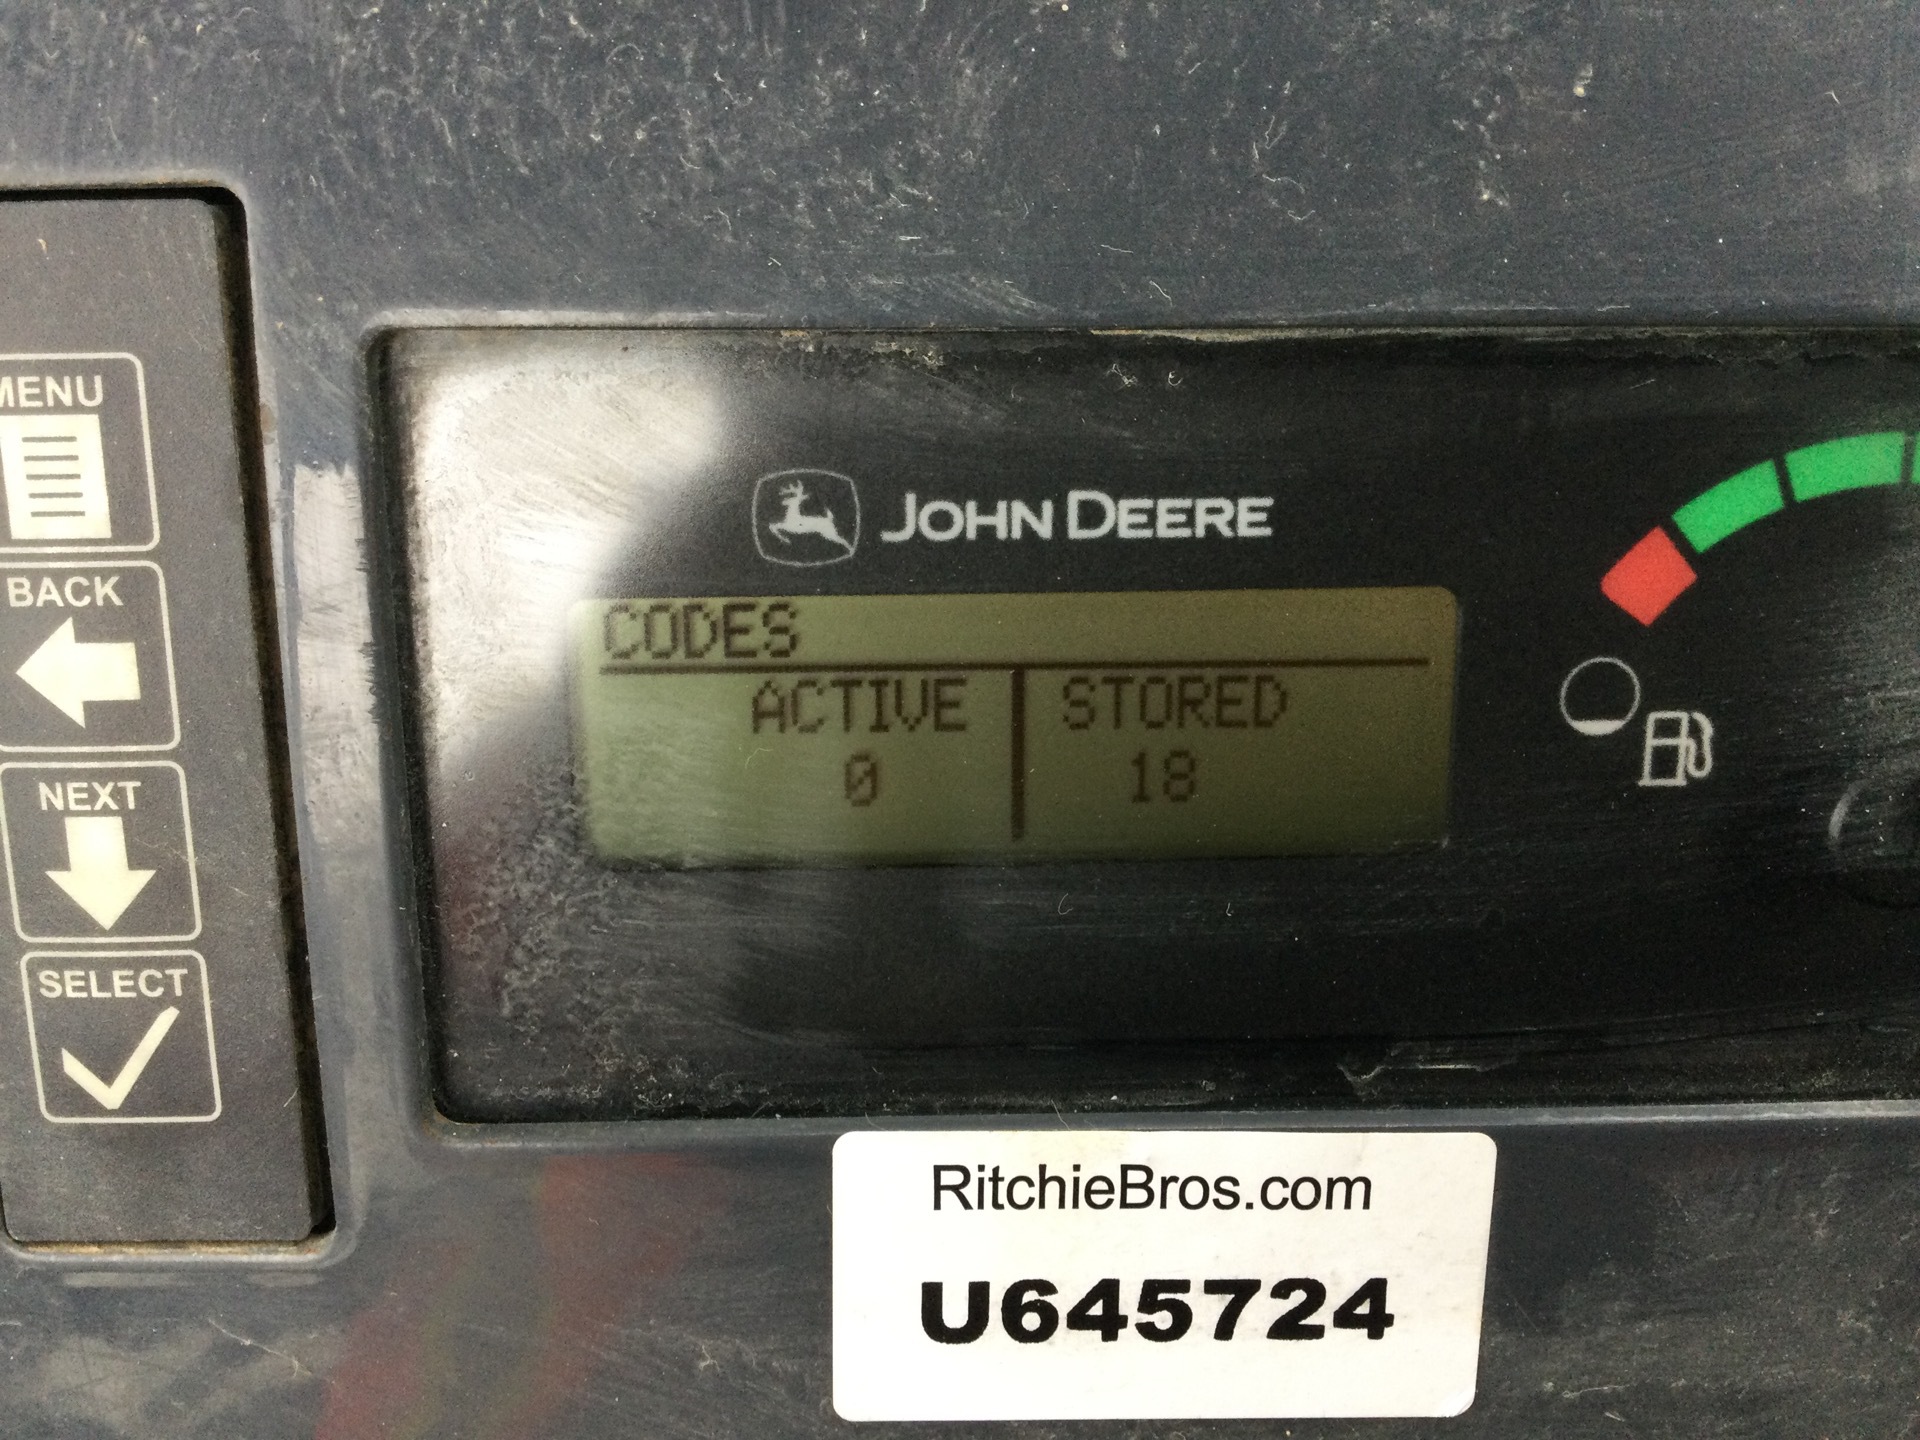 MENU
BACK
NEXT
SELECT
JOHN DEERE
CODES
ACTIVE STORED
0 18
RitchieBros.com
U645724